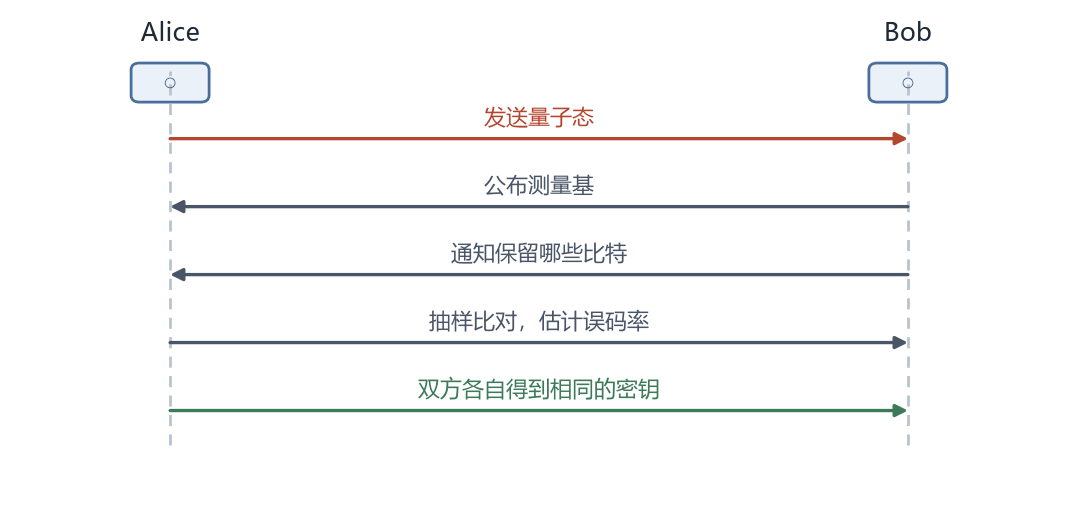 Alice
Bob
发送量子态
公布测量基
通知保留哪些比特
抽样比对，估计误码率
双方各自得到相同的密钥